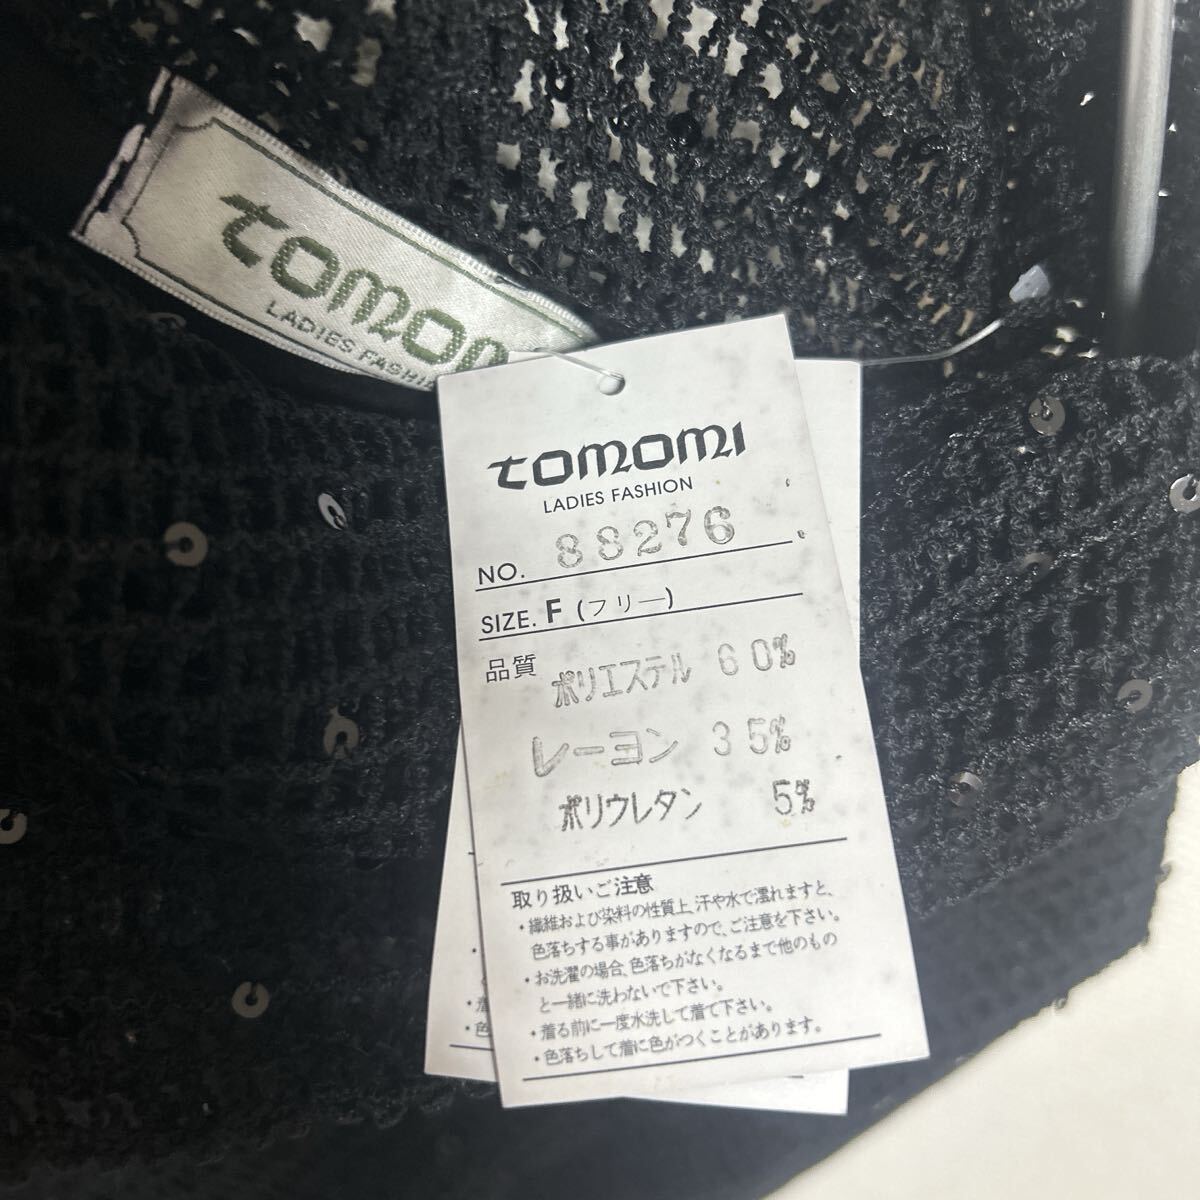 tomom
LADIES FASHI
tomomi
LADIES FASHION
NO. 88276
SIZE. F (フリー)
品質 ポリエステル 60%
レーヨン 35%
ポリウレタン 5%
取り扱いご注意
・繊維および染料の性質上、汗や水で濡れますと、
色落ちする事がありますので、ご注意を下さい。
・お洗濯の場合、色落ちがなくなるまで他のもの
と一緒に洗わないで下さい。
・着る前に一度水洗して着て下さい。
・色落ちして着に色がつくことがあります。
・着
・色